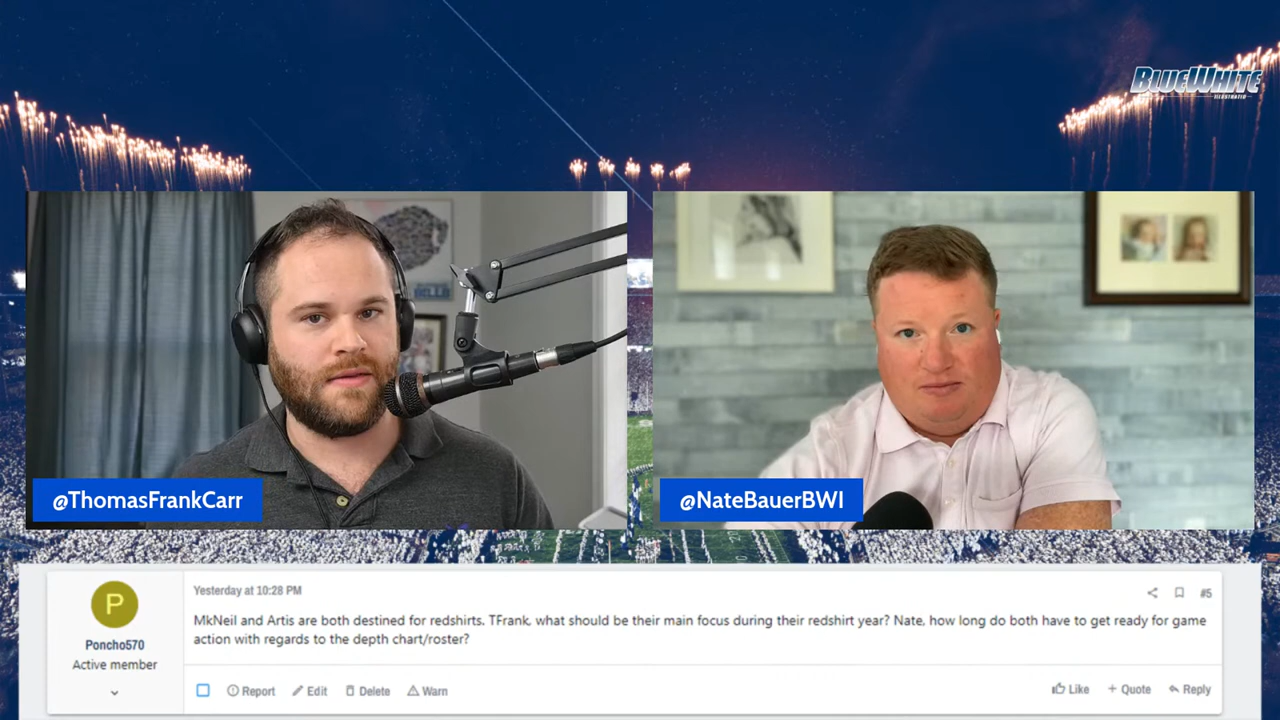 BLUEWHITE
ILLUSTRATED
@ThomasFrankCarr
@NateBauerBWI
P
Poncho570
Active member
Yesterday at 10:28 PM
#5
MkNeil and Artis are both destined for redshirts. TFrank, what should be their main focus during their redshirt year? Nate, how long do both have to get ready for game
action with regards to the depth chart/roster?
Report Edit Delete Warn
Like + Quote Reply